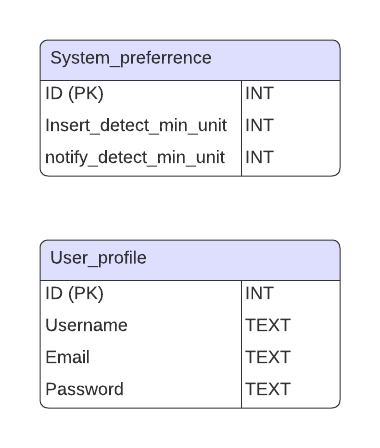 System_preferrence
ID (PK) INT
Insert_detect_min_unit INT
notify_detect_min_unit INT
User_profile
ID (PK) INT
Username TEXT
Email TEXT
Password TEXT